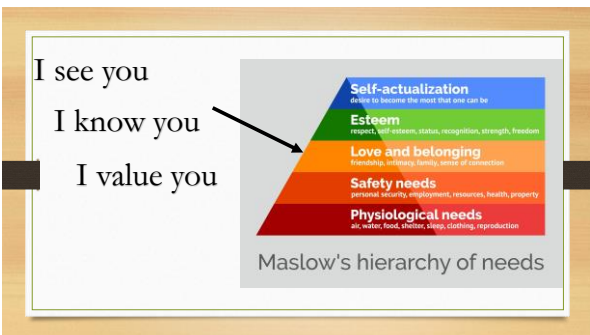 I see you
I know you
I value you
Self-actualization
desire to become the most that one can be
Esteem
respect, self-esteem, status, recognition, strength, freedom
Love and belonging
friendship, intimacy, family, sense of connection
Safety needs
personal security, employment, resources, health, property
Physiological needs
air, water, food, shelter, sleep, clothing, reproduction
Maslow's hierarchy of needs